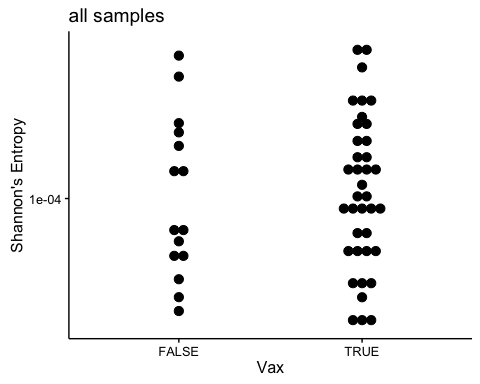 all samples
Shannon's Entropy
1e-04
FALSE
TRUE
Vax